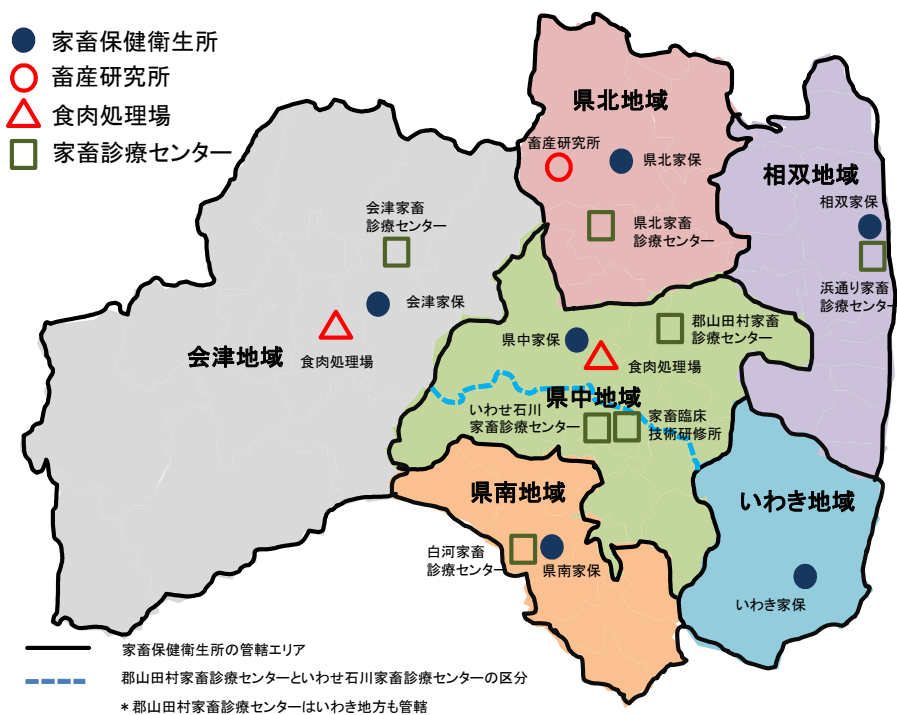 家畜保健衛生所
畜産研究所
食肉処理場
家畜診療センター
県北地域
畜産研究所
県北家保
県北家畜
診療センター
相双地域
相双家保
浜通り家畜
診療センター
会津家畜
診療センター
会津家保
会津地域
食肉処理場
郡山田村家畜
診療センター
県中家保
食肉処理場
県中地域
いわせ石川
家畜診療センター
家畜臨床
技術研修所
県南地域
白河家畜
診療センター
県南家保
いわき地域
いわき家保
家畜保健衛生所の管轄エリア
郡山田村家畜診療センターといわせ石川家畜診療センターの区分
*郡山田村家畜診療センターはいわき地方も管轄